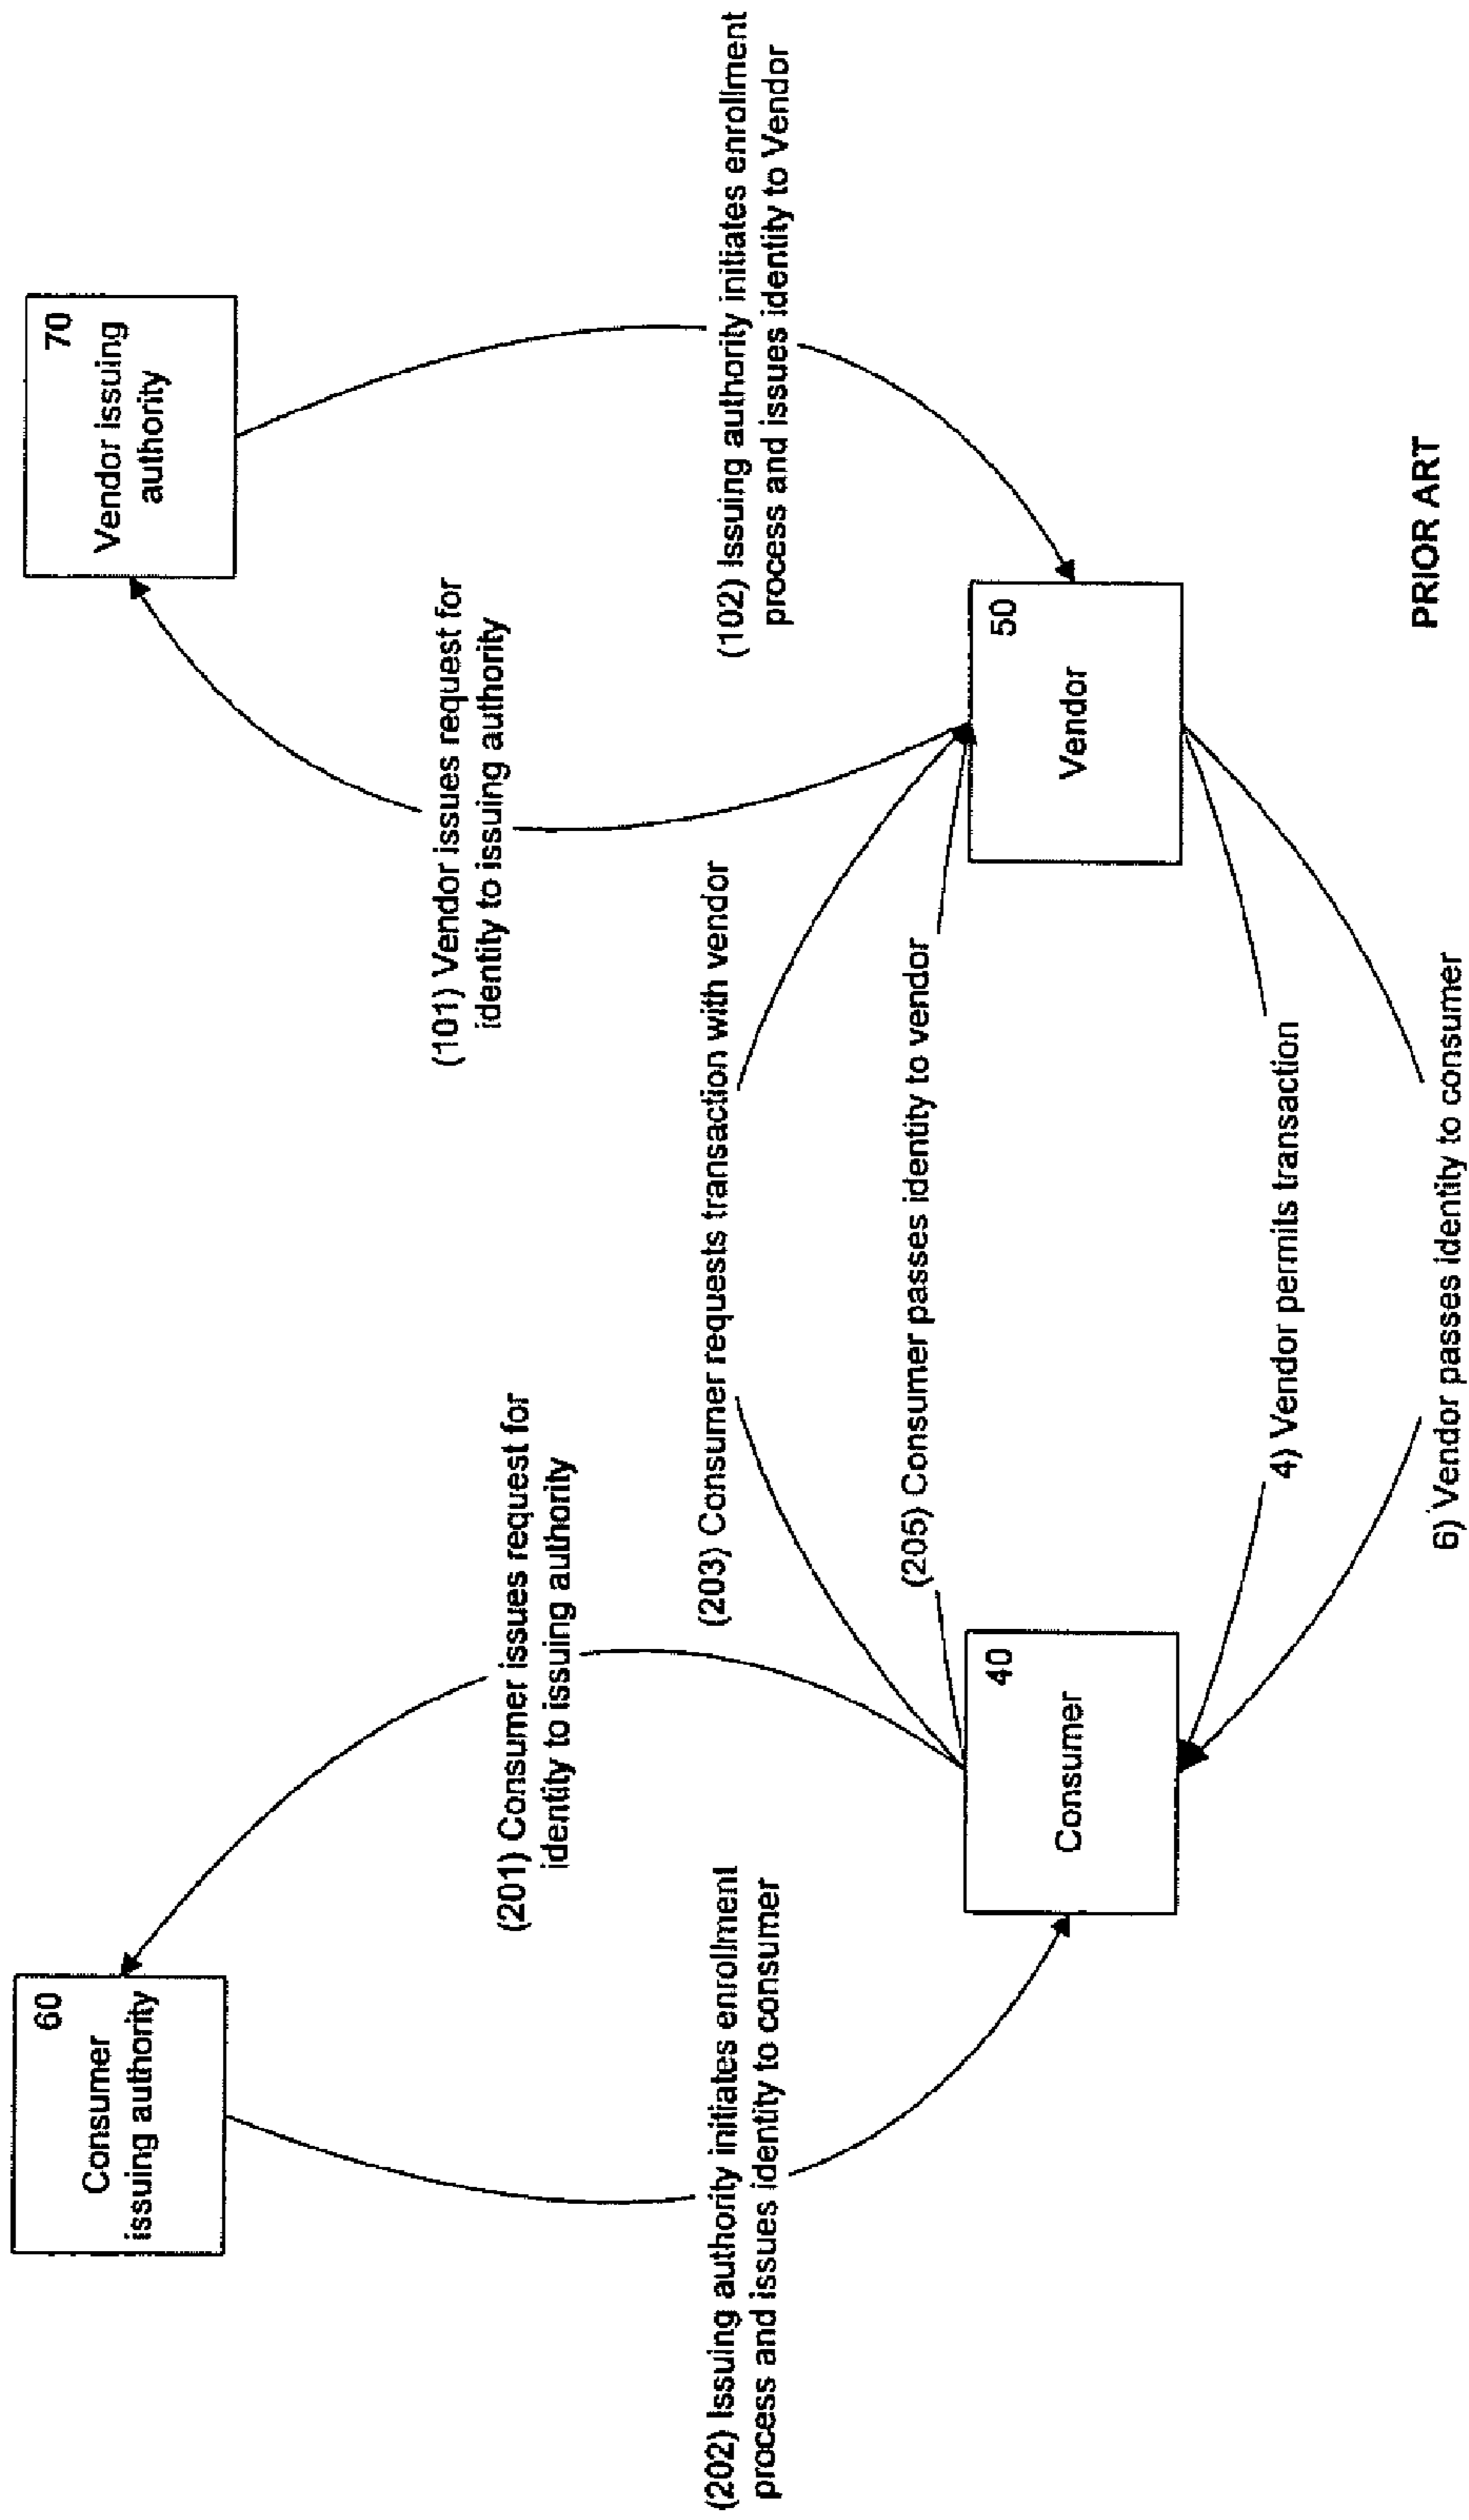 60
Consumer
issuing authority
70
Vendor issuing
authority
(201) Consumer issues request for
identity to issuing authority
(101) Vendor issues request for
identity to issuing authority
(202) Issuing authority initiates enrollment
process and issues identity to consumer
(203) Consumer requests transaction with vendor
(102) Issuing authority initiates enrollment
process and issues identity to Vendor
(205) Consumer passes identity to vendor
40
Consumer
50
Vendor
4) Vendor permits transaction
6) Vendor passes identity to consumer
PRIOR ART